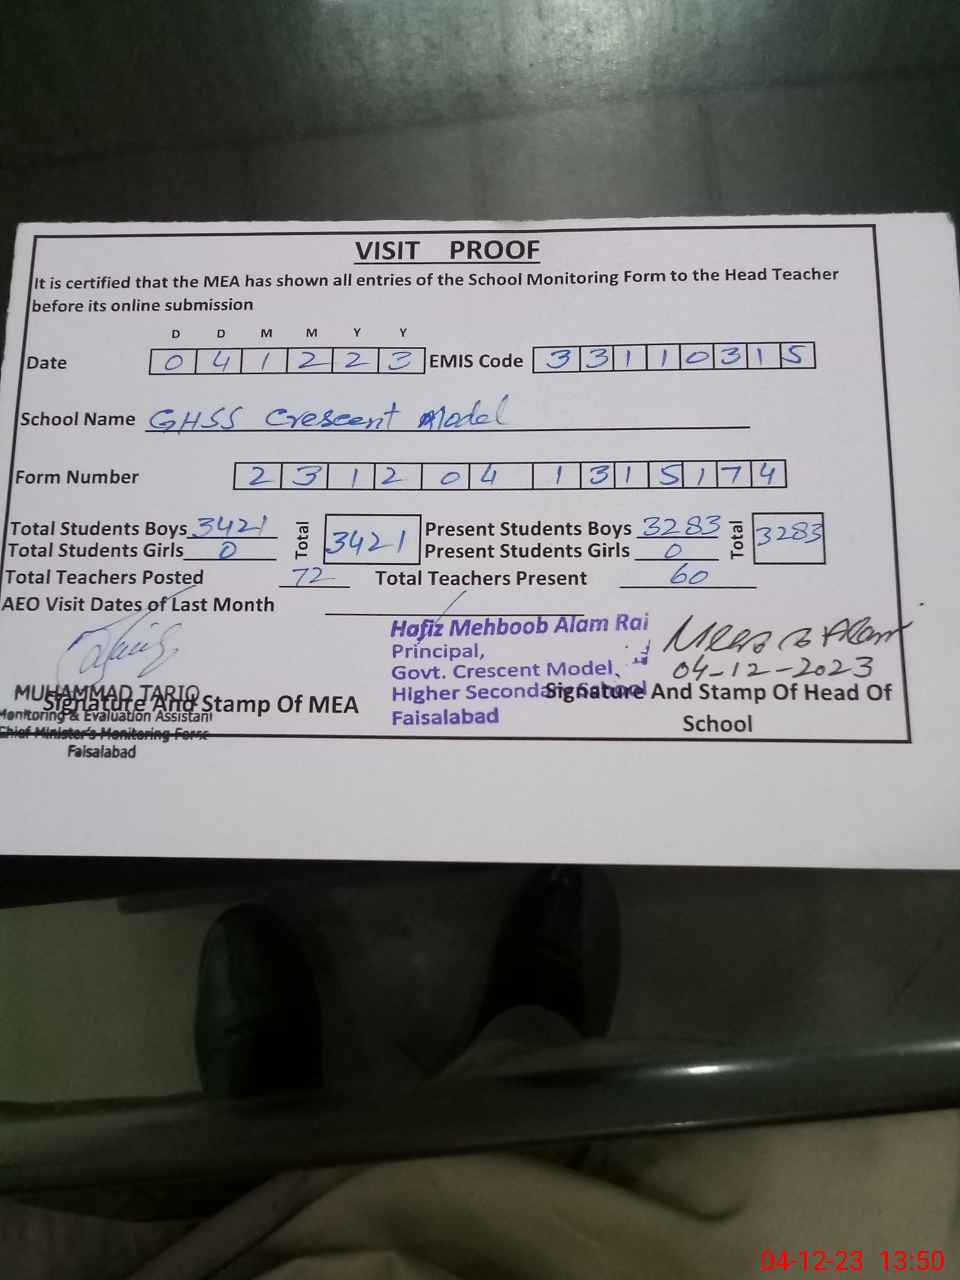 VISIT PROOF
It is certified that the MEA has shown all entries of the School Monitoring Form to the Head Teacher
before its online submission
D D M M Y Y
Date 0 4 1 2 2 3 EMIS Code 3 3 1 1 0 3 1 5
School Name GHSS Crescent Model
Form Number 2 3 1 2 0 4 1 3 1 5 1 7 4
Total Students Boys 3421 Total 3421 Present Students Boys 3283 Total 3283
Total Students Girls 0 Present Students Girls 0
Total Teachers Posted 72 Total Teachers Present 60
AEO Visit Dates of Last Month
Hafiz Mehboob Alam Rai
Principal,
Govt. Crescent Model, 04-12-2023
Higher Secondary School
Faisalabad
MUHAMMAD TARIQ
Signature And Stamp Of MEA
Signature And Stamp Of Head Of
School
Monitoring & Evaluation Assistant
Chief Minister's Monitoring Force
Faisalabad
04-12-23 13:50